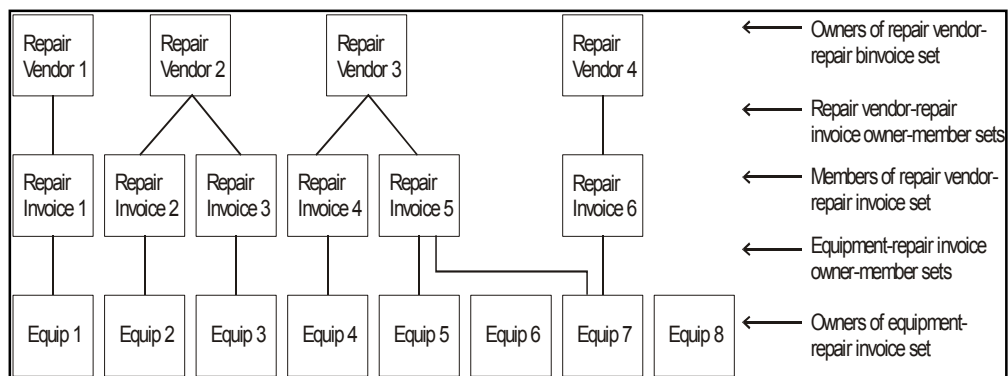 Repair
Vendor 1
Repair
Vendor 2
Repair
Vendor 3
Repair
Vendor 4
Owners of repair vendor-
repair binvoice set
Repair vendor-repair
invoice owner-member sets
Repair
Invoice 1
Repair
Invoice 2
Repair
Invoice 3
Repair
Invoice 4
Repair
Invoice 5
Repair
Invoice 6
Members of repair vendor-
repair invoice set
Equipment-repair invoice
owner-member sets
Equip 1
Equip 2
Equip 3
Equip 4
Equip 5
Equip 6
Equip 7
Equip 8
Owners of equipment-
repair invoice set